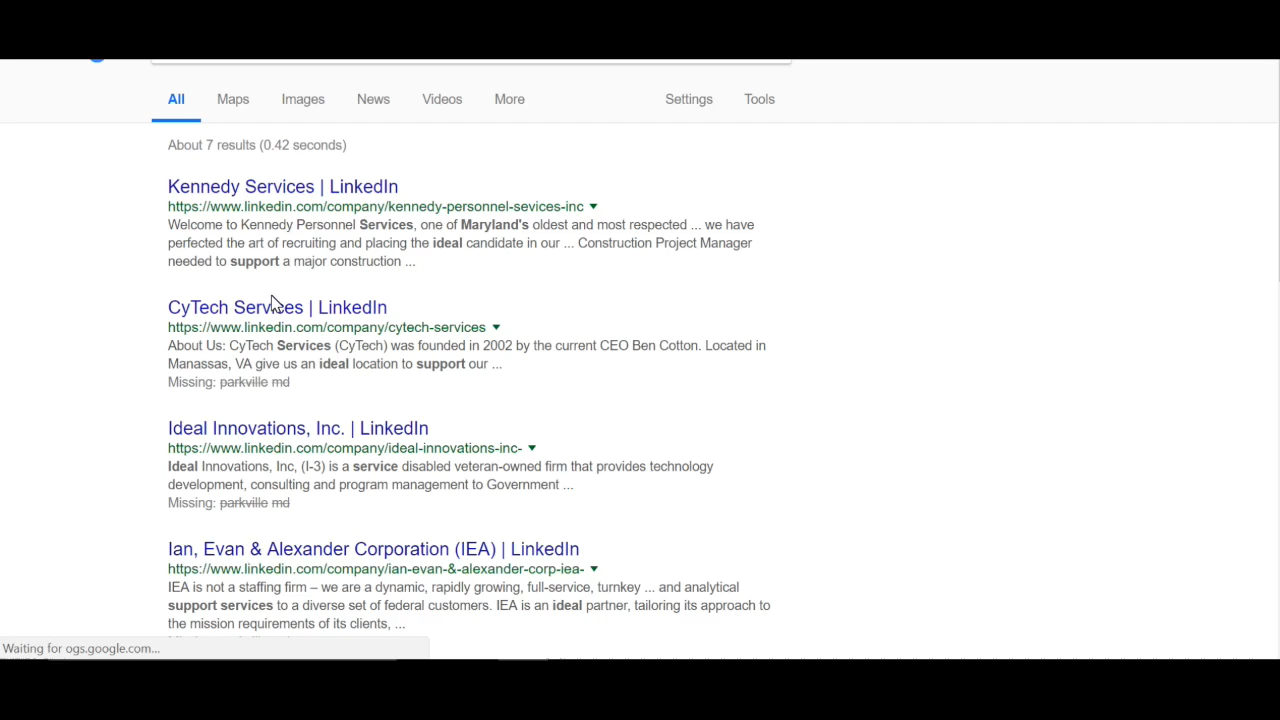 All Maps Images News Videos More Settings Tools
About 7 results (0.42 seconds)
Kennedy Services | LinkedIn
https://www.linkedin.com/company/kennedy-personnel-sevices-inc
Welcome to Kennedy Personnel Services, one of Maryland's oldest and most respected ... we have
perfected the art of recruiting and placing the ideal candidate in our ... Construction Project Manager
needed to support a major construction ...
CyTech Services | LinkedIn
https://www.linkedin.com/company/cytech-services
About Us: CyTech Services (CyTech) was founded in 2002 by the current CEO Ben Cotton. Located in
Manassas, VA give us an ideal location to support our ...
Missing: parkville md
Ideal Innovations, Inc. | LinkedIn
https://www.linkedin.com/company/ideal-innovations-inc-
Ideal Innovations, Inc, (I-3) is a service disabled veteran-owned firm that provides technology
development, consulting and program management to Government ...
Missing: parkville md
Ian, Evan & Alexander Corporation (IEA) | LinkedIn
https://www.linkedin.com/company/ian-evan-&-alexander-corp-iea-
IEA is not a staffing firm – we are a dynamic, rapidly growing, full-service, turnkey ... and analytical
support services to a diverse set of federal customers. IEA is an ideal partner, tailoring its approach to
the mission requirements of its clients, ...
Waiting for ogs.google.com...